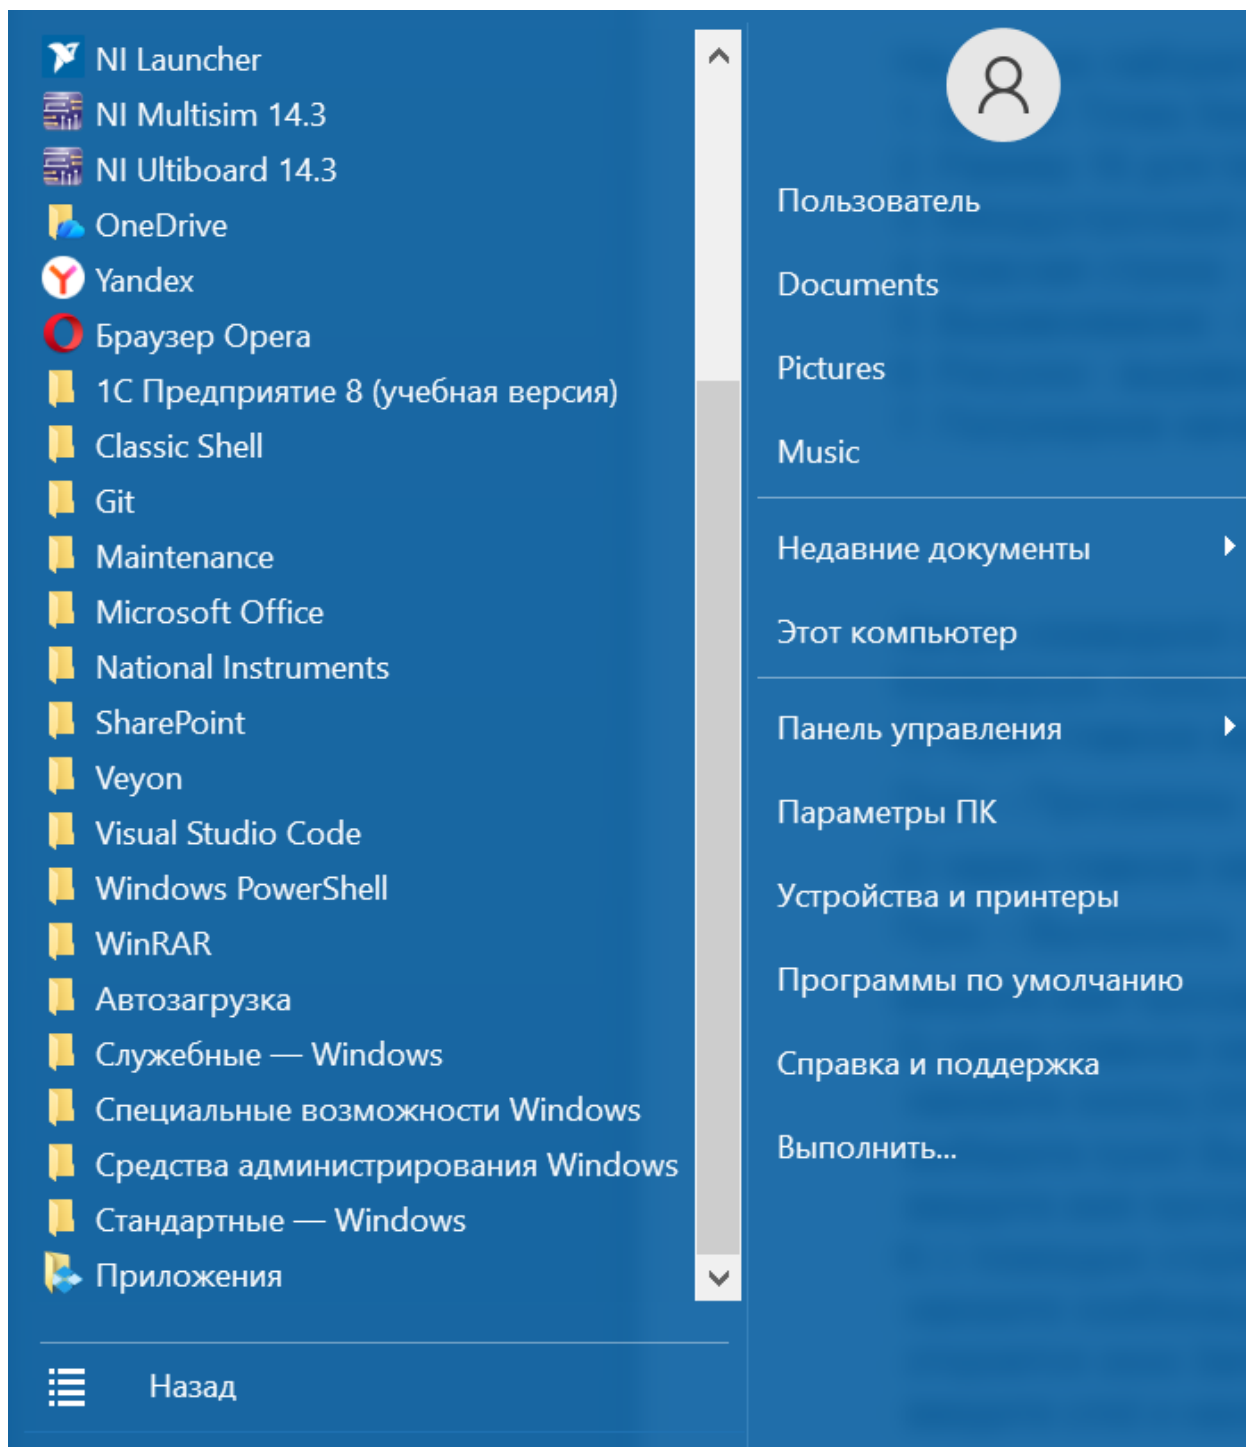 NI Launcher
NI Multisim 14.3
NI Ultiboard 14.3
OneDrive
Yandex
Браузер Opera
1С Предприятие 8 (учебная версия)
Classic Shell
Git
Maintenance
Microsoft Office
National Instruments
SharePoint
Veyon
Visual Studio Code
Windows PowerShell
WinRAR
Автозагрузка
Служебные — Windows
Специальные возможности Windows
Средства администрирования Windows
Стандартные — Windows
Приложения
Назад
Пользователь
Documents
Pictures
Music
Недавние документы
Этот компьютер
Панель управления
Параметры ПК
Устройства и принтеры
Программы по умолчанию
Справка и поддержка
Выполнить...